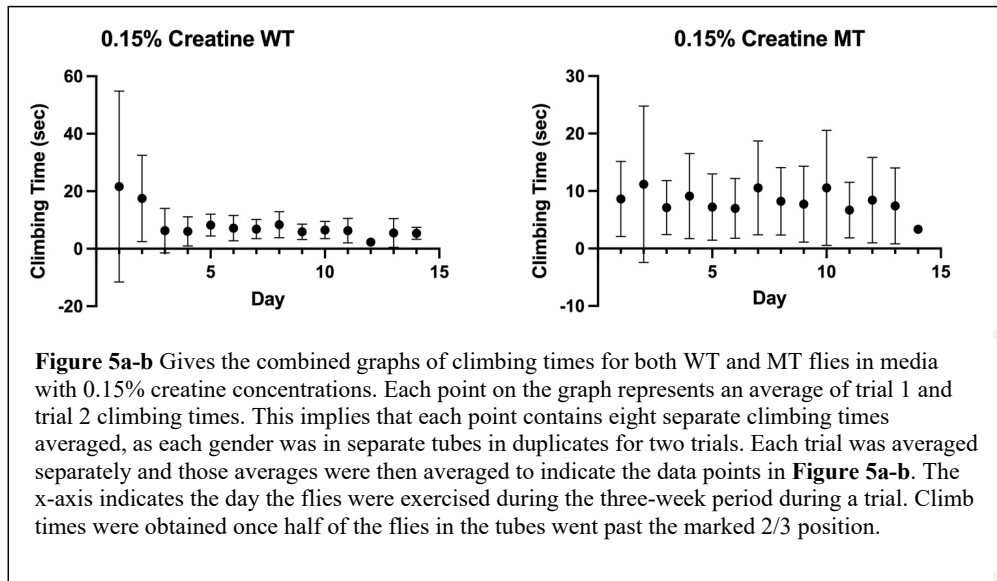 0.15% Creatine WT
60
40
20
0
-20
5
10
15
Climbing Time (sec)
Day
0.15% Creatine MT
30
20
10
0
-10
5
10
15
Climbing Time (sec)
Day
Figure 5a-b Gives the combined graphs of climbing times for both WT and MT flies in media
with 0.15% creatine concentrations. Each point on the graph represents an average of trial 1 and
trial 2 climbing times. This implies that each point contains eight separate climbing times
averaged, as each gender was in separate tubes in duplicates for two trials. Each trial was averaged
separately and those averages were then averaged to indicate the data points in Figure 5a-b. The
x-axis indicates the day the flies were exercised during the three-week period during a trial. Climb
times were obtained once half of the flies in the tubes went past the marked 2/3 position.